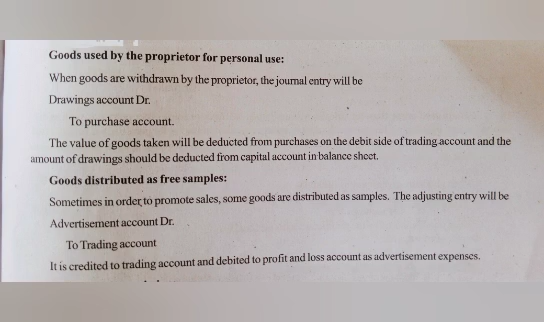 Goods used by the proprietor for personal use:
When goods are withdrawn by the proprietor, the journal entry will be
Drawings account Dr.
To purchase account.
The value of goods taken will be deducted from purchases on the debit side of trading account and the
amount of drawings should be deducted from capital account in balance sheet.
Goods distributed as free samples:
Sometimes in order to promote sales, some goods are distributed as samples. The adjusting entry will be
Advertisement account Dr.
To Trading account
It is credited to trading account and debited to profit and loss account as advertisement expenses.